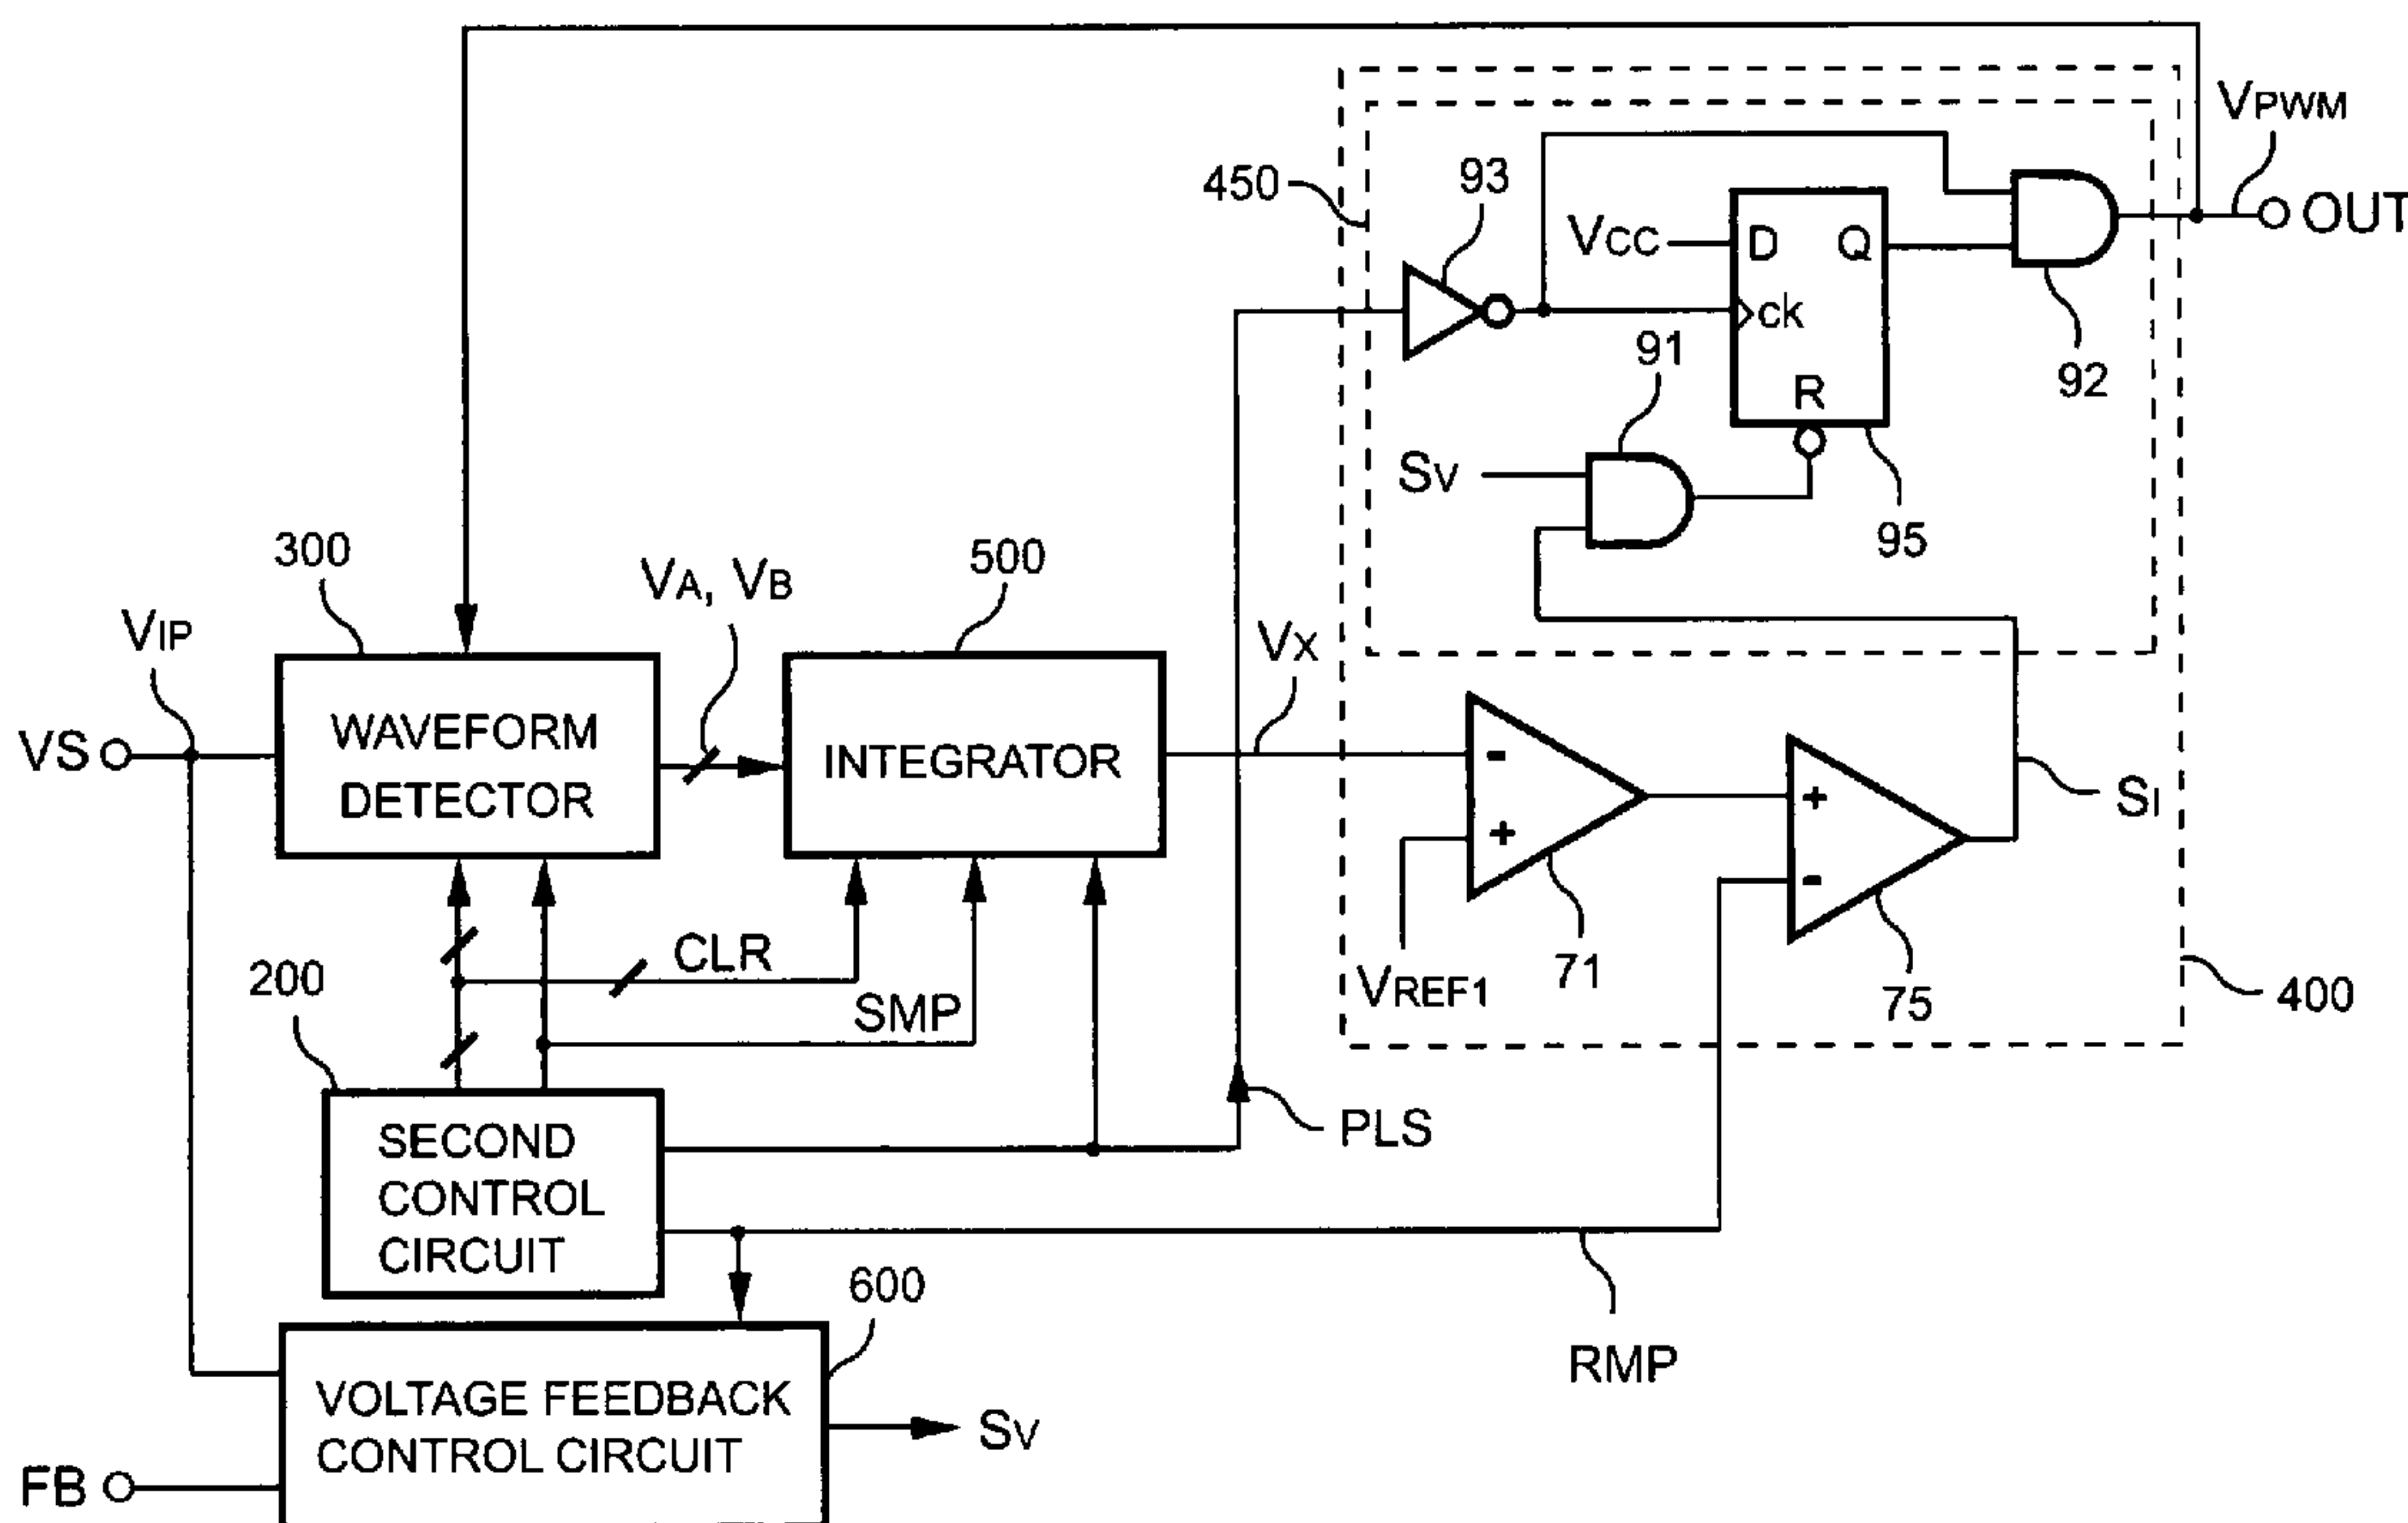 VPWM
450
93
VCC
D
Q
OUT
ck
91
R
92
SV
95
300
VA, VB
500
VIP
VX
VS
WAVEFORM
DETECTOR
INTEGRATOR
-
+
+
-
SI
CLR
200
SMP
VREF1
71
75
400
PLS
SECOND
CONTROL
CIRCUIT
600
RMP
VOLTAGE FEEDBACK
CONTROL CIRCUIT
SV
FB